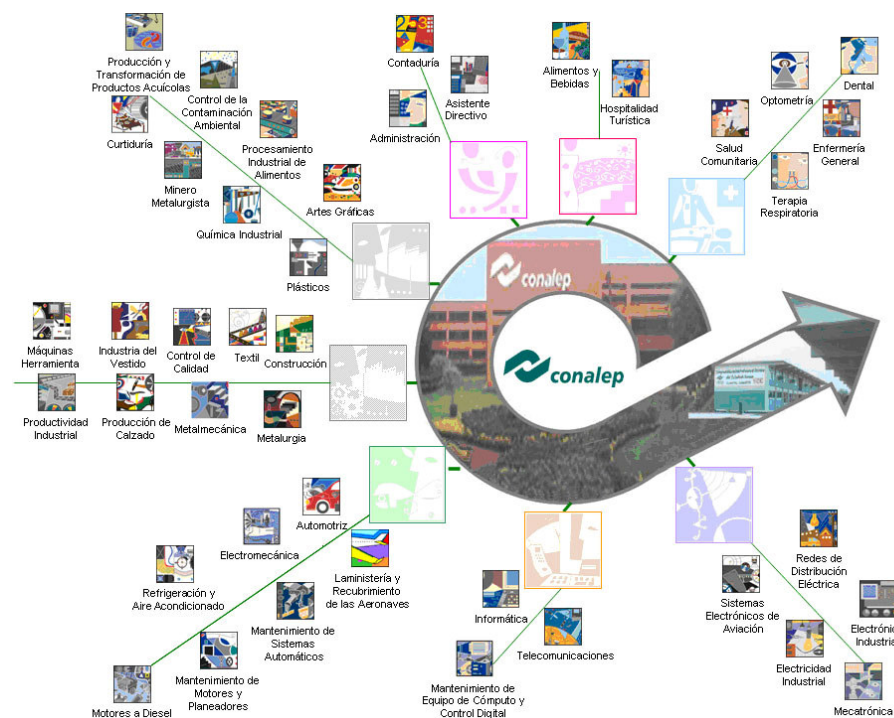 Producción y
Transformación de
Productos Acuícolas
Control de la
Contaminación
Ambiental
Curtiduría
Procesamiento
Industrial de
Alimentos
Minero
Metalurgista
Artes Gráficas
Química Industrial
Plásticos
Contaduría
Asistente
Directivo
Administración
Alimentos y
Bebidas
Hospitalidad
Turística
Optometría
Dental
Salud
Comunitaria
Enfermería
General
Terapia
Respiratoria
conalep
conalep
Máquinas
Herramienta
Industria del
Vestido
Control de
Calidad
Textil
Construcción
Productividad
Industrial
Producción de
Calzado
Metalmecánica
Metalurgia
Automotriz
Electromecánica
Laministería y
Recubrimiento
de las Aeronaves
Refrigeración y
Aire Acondicionado
Mantenimiento de
Sistemas
Automáticos
Mantenimiento de
Motores y
Planeadores
Motores a Diesel
Informática
Telecomunicaciones
Mantenimiento de
Equipo de Cómputo y
Control Digital
Redes de
Distribución
Eléctrica
Sistemas
Electrónicos de
Aviación
Electrónic
Industria
Electricidad
Industrial
Mecatrónica